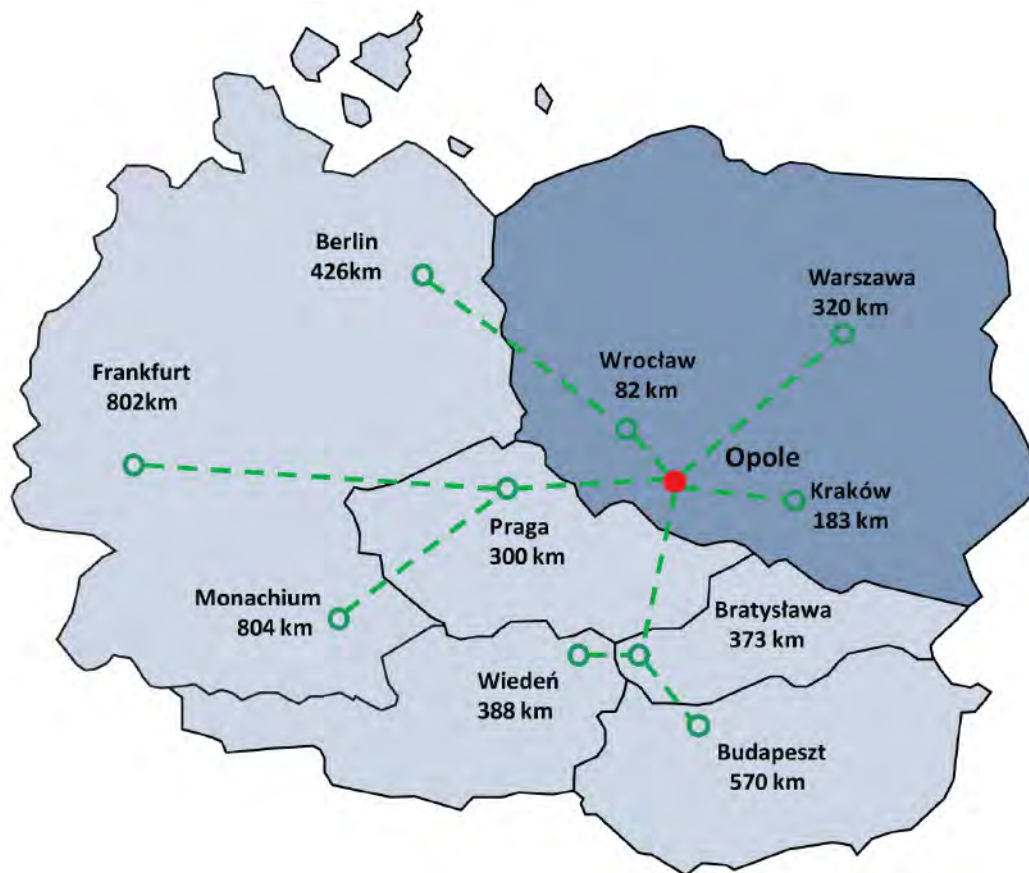 Berlin
426km
Warszawa
320 km
Frankfurt
802km
Wrocław
82 km
Opole
Kraków
183 km
Praga
300 km
Monachium
804 km
Bratysława
373 km
Wiedeń
388 km
Budapeszt
570 km